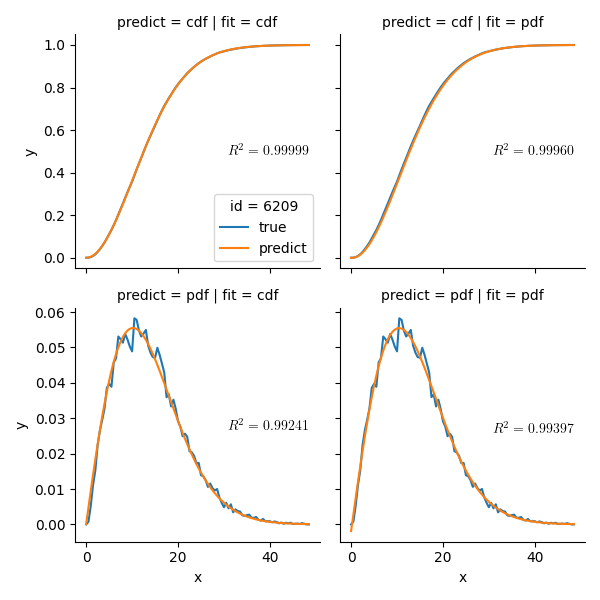 predict = cdf | fit = cdf
predict = cdf | fit = pdf
1.0
0.8
0.6
0.4
0.2
0.0
y
R² = 0.99999
R² = 0.99960
id = 6209
true
predict
predict = pdf | fit = cdf
predict = pdf | fit = pdf
0.06
0.05
0.04
0.03
0.02
0.01
0.00
y
R² = 0.99241
R² = 0.99397
0 20 40
0 20 40
x
x